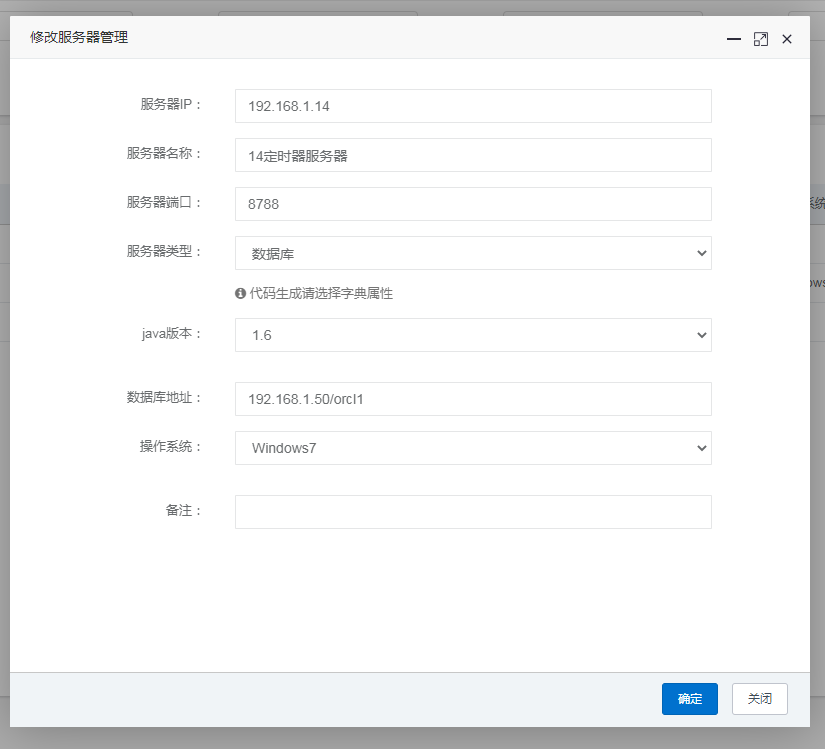 修改服务器管理
服务器IP： 192.168.1.14
服务器名称： 14定时器服务器
服务器端口： 8788
服务器类型： 数据库
代码生成请选择字典属性
java版本： 1.6
数据库地址： 192.168.1.50/orcl1
操作系统： Windows7
备注：
确定 关闭